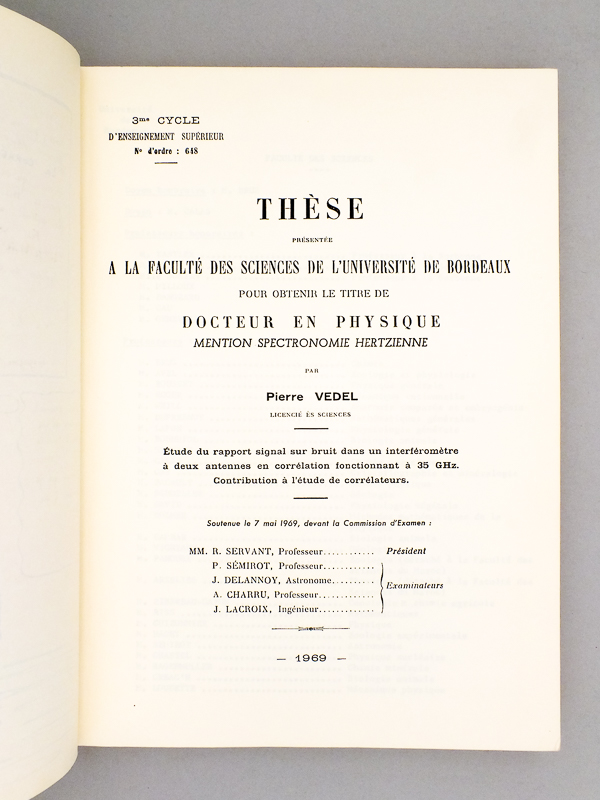 3me CYCLE
D'ENSEIGNEMENT SUPÉRIEUR
No d'ordre : 648
THÈSE
PRÉSENTÉE
A LA FACULTÉ DES SCIENCES DE L'UNIVERSITÉ DE BORDEAUX
POUR OBTENIR LE TITRE DE
DOCTEUR EN PHYSIQUE
MENTION SPECTRONOMIE HERTZIENNE
PAR
Pierre VEDEL
LICENCIÉ ÈS SCIENCES
Étude du rapport signal sur bruit dans un interféromètre
à deux antennes en corrélation fonctionnant à 35 GHz.
Contribution à l'étude de corrélateurs.
Soutenue le 7 mai 1969, devant la Commission d'Examen :
MM. R. SERVANT, Professeur............ Président
P. SÉMIROT, Professeur............
J. DELANNOY, Astronome.........
A. CHARRU, Professeur............
J. LACROIX, Ingénieur.............
Examinateurs
— 1969 —